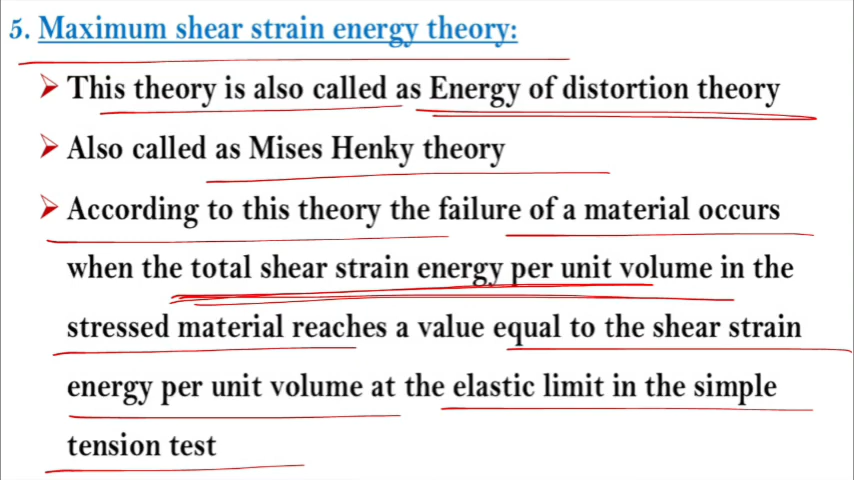 5. Maximum shear strain energy theory:
This theory is also called as Energy of distortion theory
Also called as Mises Henky theory
According to this theory the failure of a material occurs
when the total shear strain energy per unit volume in the
stressed material reaches a value equal to the shear strain
energy per unit volume at the elastic limit in the simple
tension test